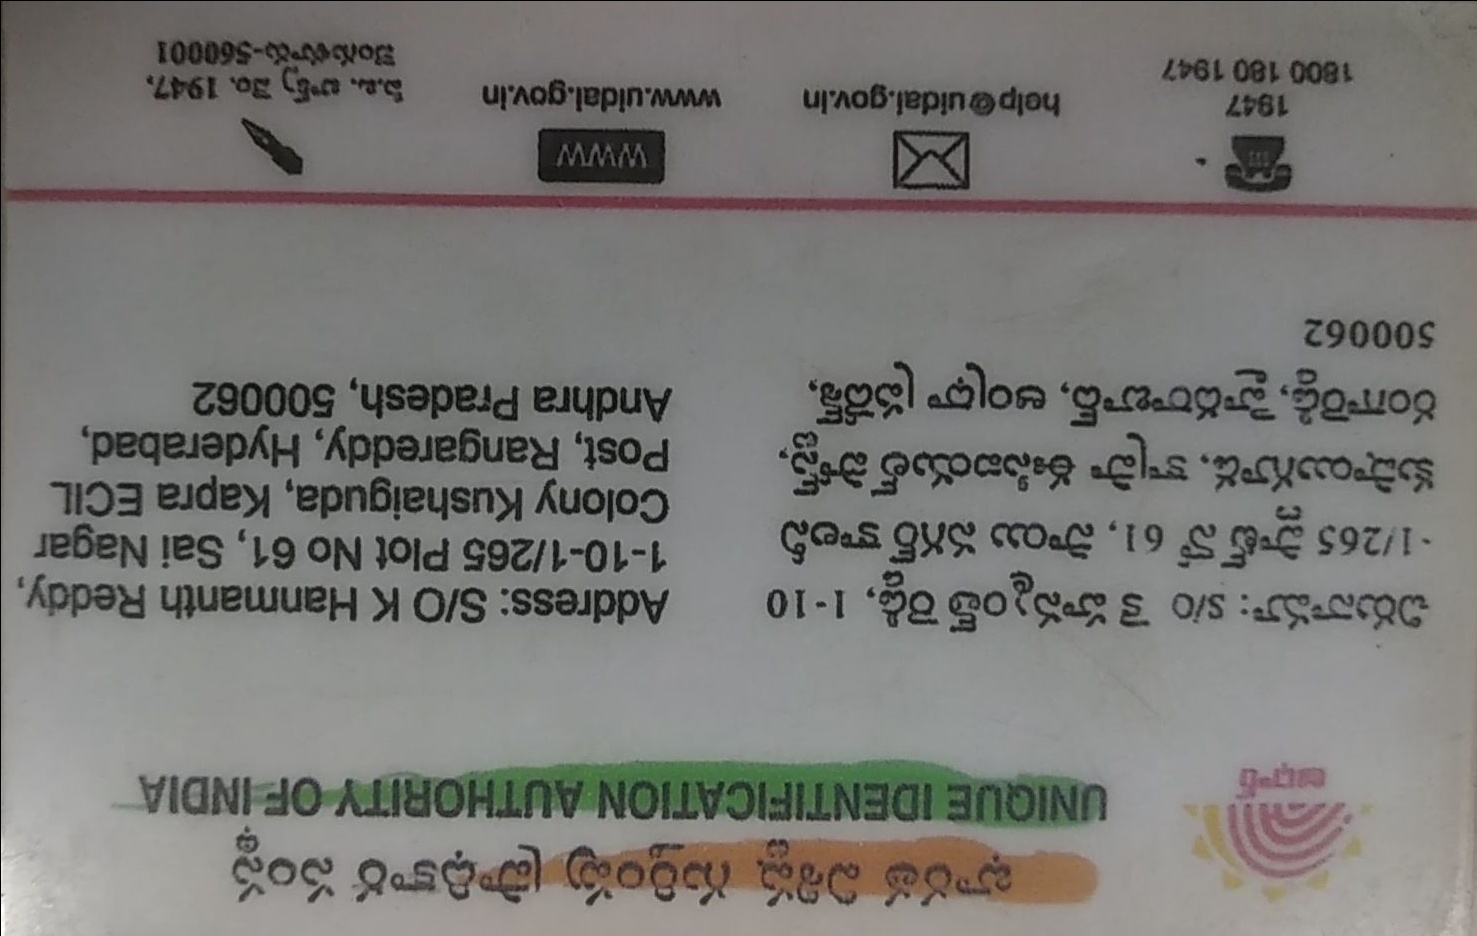 భారత విశిష్ట గుర్తింపు ప్రాధికార సంస్థ
UNIQUE IDENTIFICATION AUTHORITY OF INDIA
ఆధార్
చిరునామా: S/O కె హన్మంత్ రెడ్డి, 1-10
-1/265 ప్లాట్ నో 61, సాయి నగర్ కాలనీ
కుషాయిగూడ, కాప్రా ఈసిఐయల్ పోస్ట్,
రంగారెడ్డి, హైదరాబాద్, ఆంధ్రా ప్రదేశ్,
500062
Address: S/O K Hanmanth Reddy,
1-10-1/265 Plot No 61, Sai Nagar
Colony Kushaiguda, Kapra ECIL
Post, Rangareddy, Hyderabad,
Andhra Pradesh, 500062
1947
1800 180 1947
help@uidai.gov.in
WWW
www.uidai.gov.in
పి.ఒ. బాక్స్ నెం. 1947,
బెంగుళూరు-560001